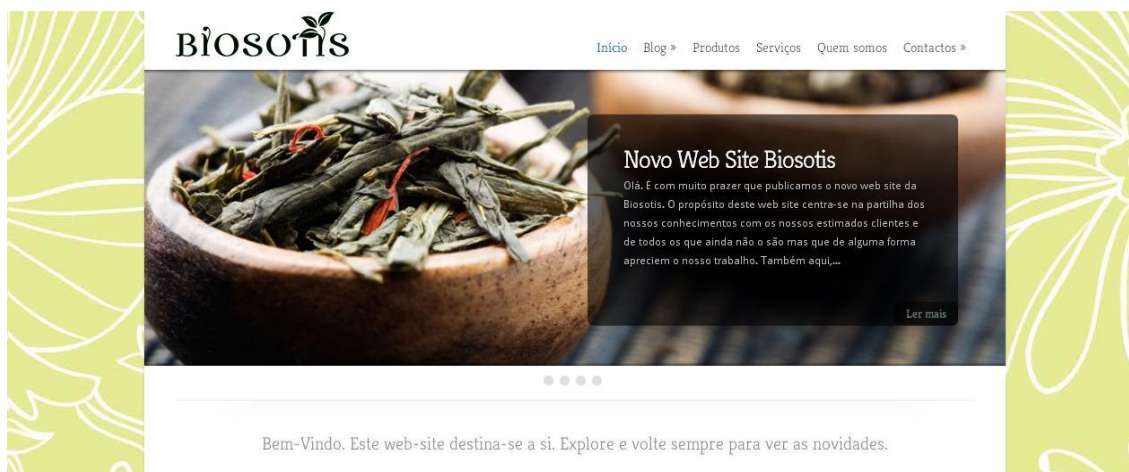 Biosotis
Início Blog » Produtos Serviços Quem somos Contactos »
Novo Web Site Biosotis
Olá. É com muito prazer que publicamos o novo web site da
Biosotis. O propósito deste web site centra-se na partilha dos
nossos conhecimentos com os nossos estimados clientes e
de todos os que ainda não o são mas que de alguma forma
apreciem o nosso trabalho. Também aqui,...
Ler mais
Bem-Vindo. Este web-site destina-se a si. Explore e volte sempre para ver as novidades.